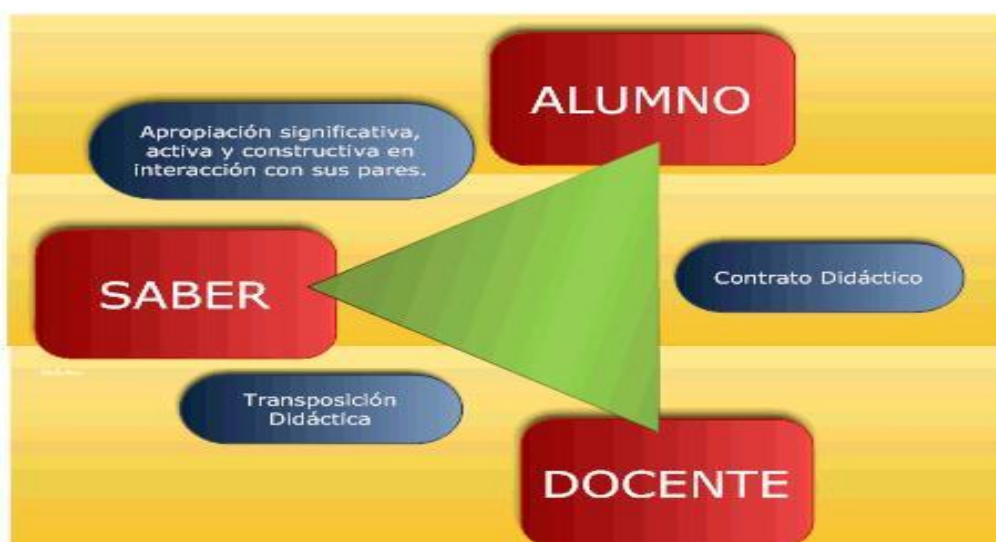 ALUMNO
Apropiación significativa,
activa y constructiva en
interacción con sus pares.
SABER
Contrato Didáctico
Transposición
Didáctica
DOCENTE